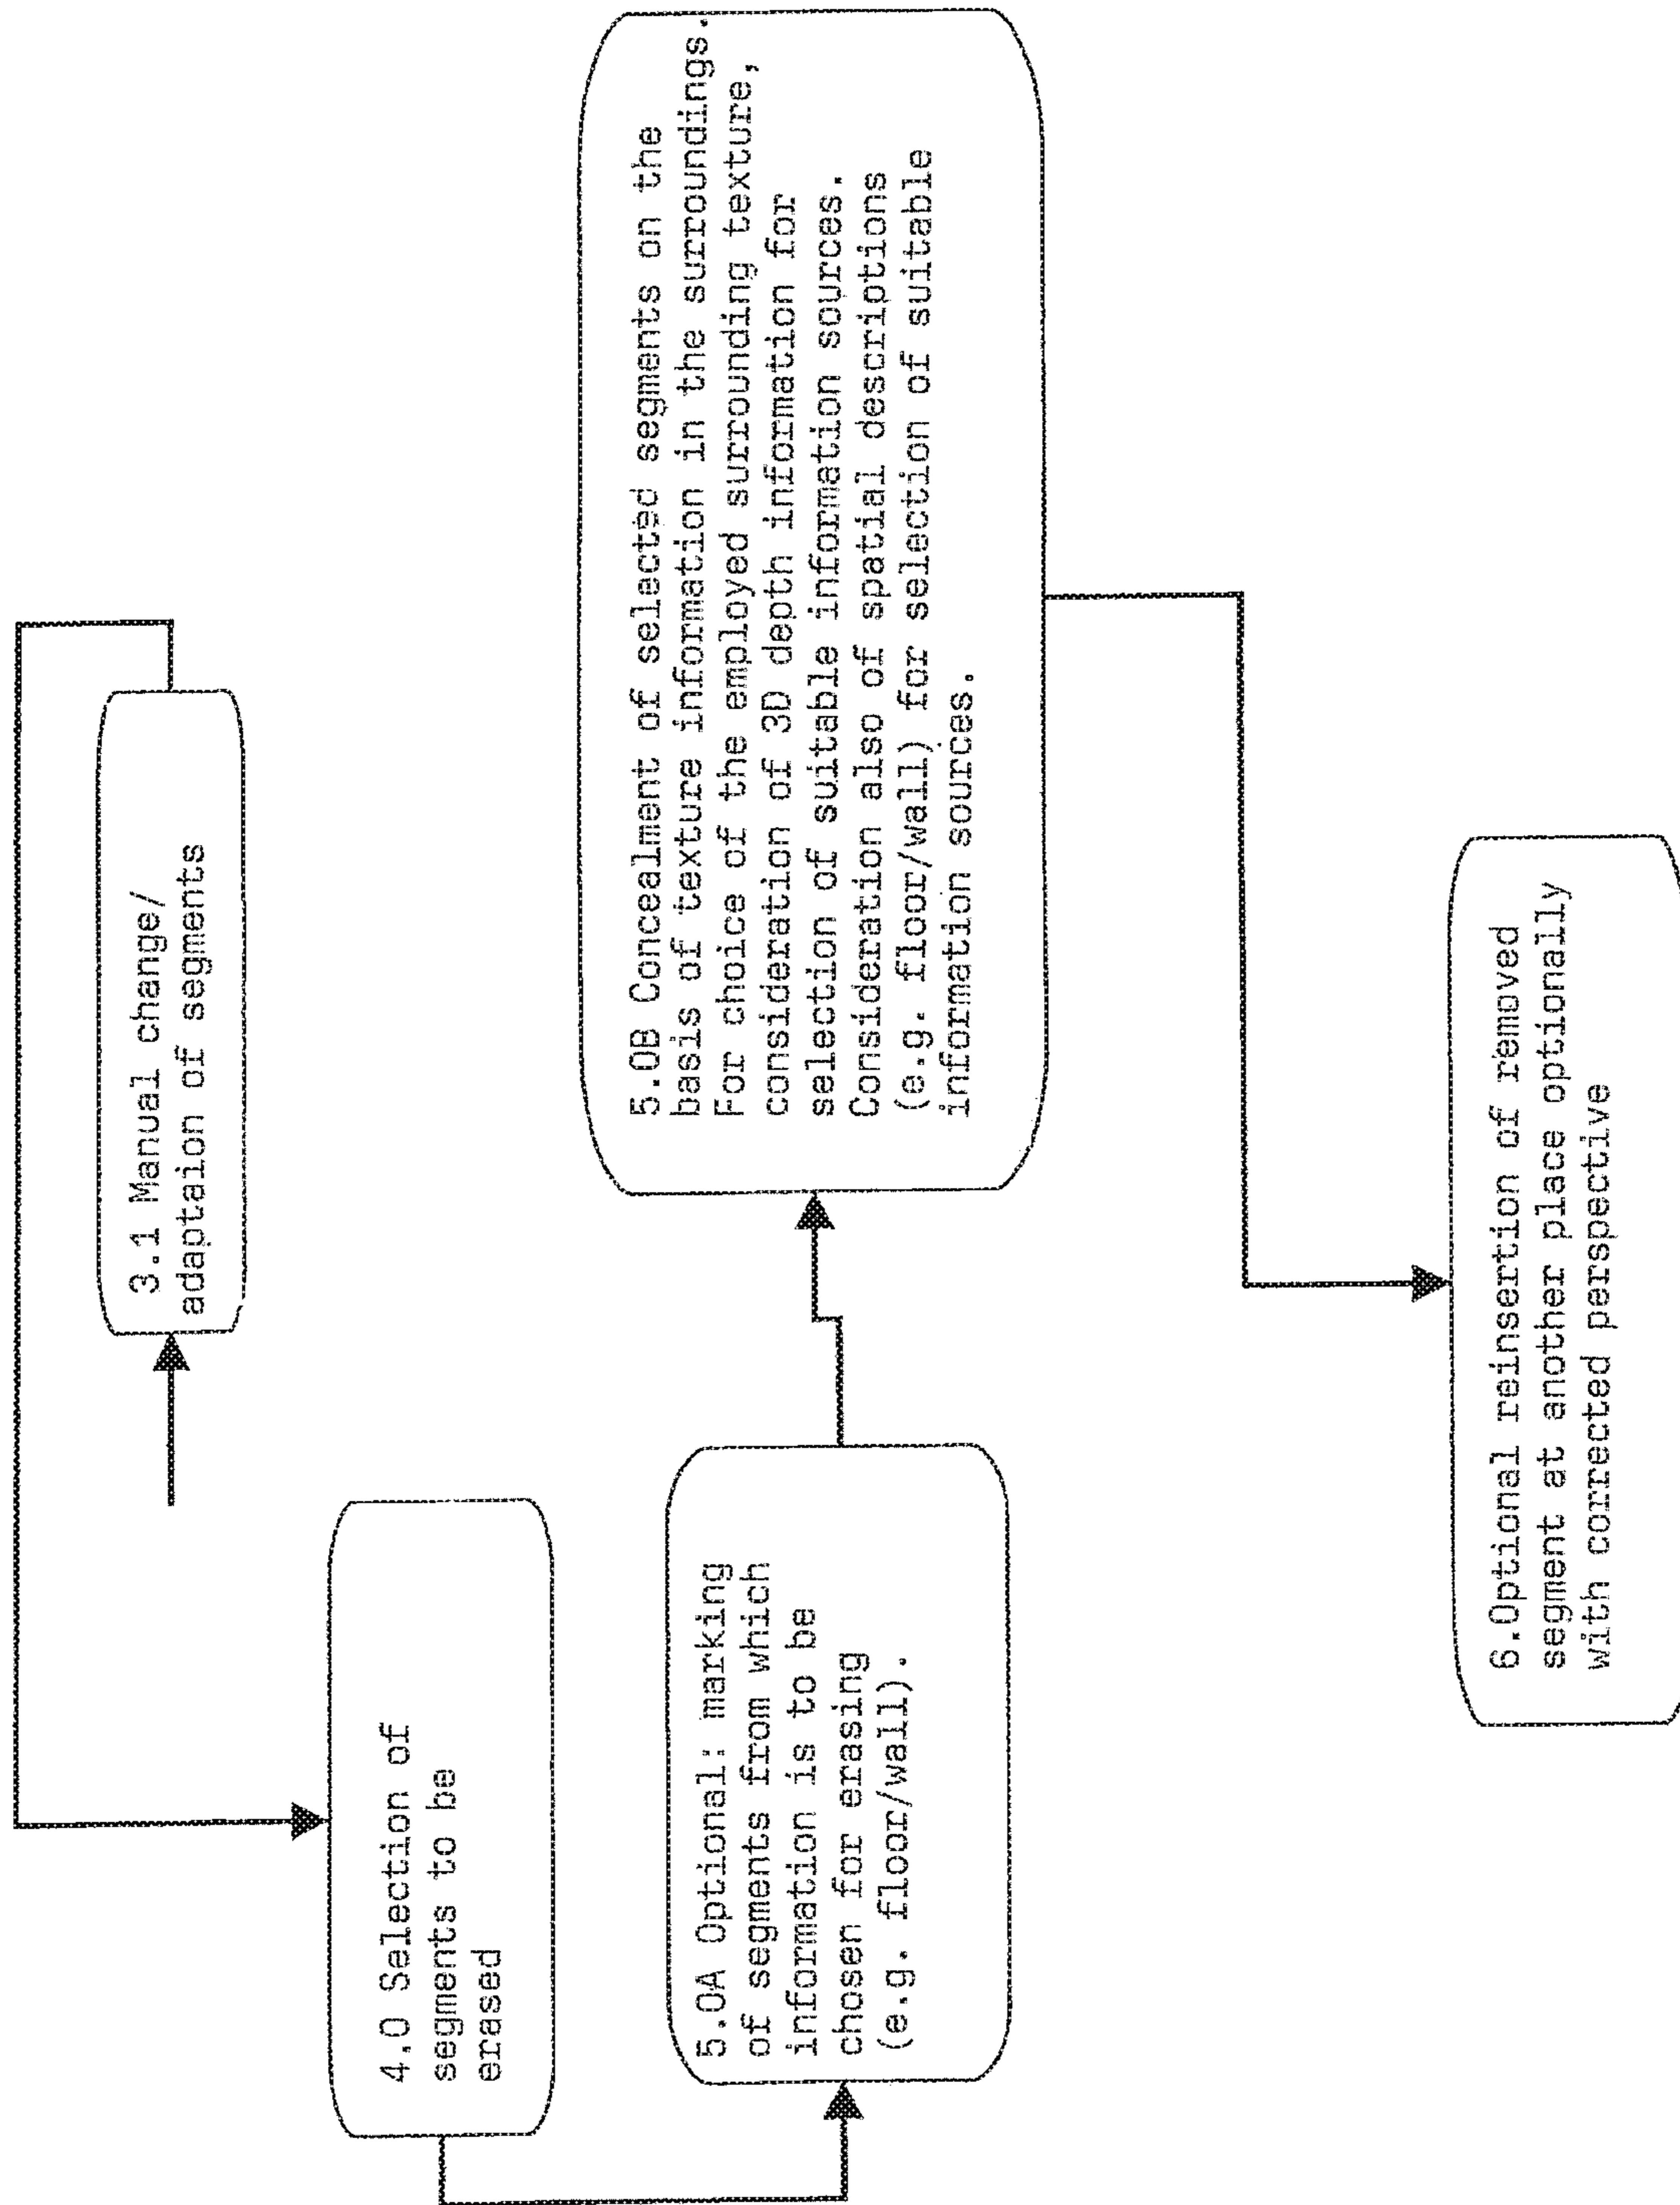 3.1 Manual change/
adaptaion of segments
4.0 Selection of
segments to be
erased
5.0A Optional: marking
of segments from which
information is to be
chosen for erasing
(e.g. floor/wall).
5.0B Concealment of selected segments on the
basis of texture information in the surroundings.
For choice of the employed surrounding texture,
consideration of 3D depth information for
selection of suitable information sources.
Consideration also of spatial descriptions
(e.g. floor/wall) for selection of suitable
information sources.
6.Optional reinsertion of removed
segment at another place optionally
with corrected perspective